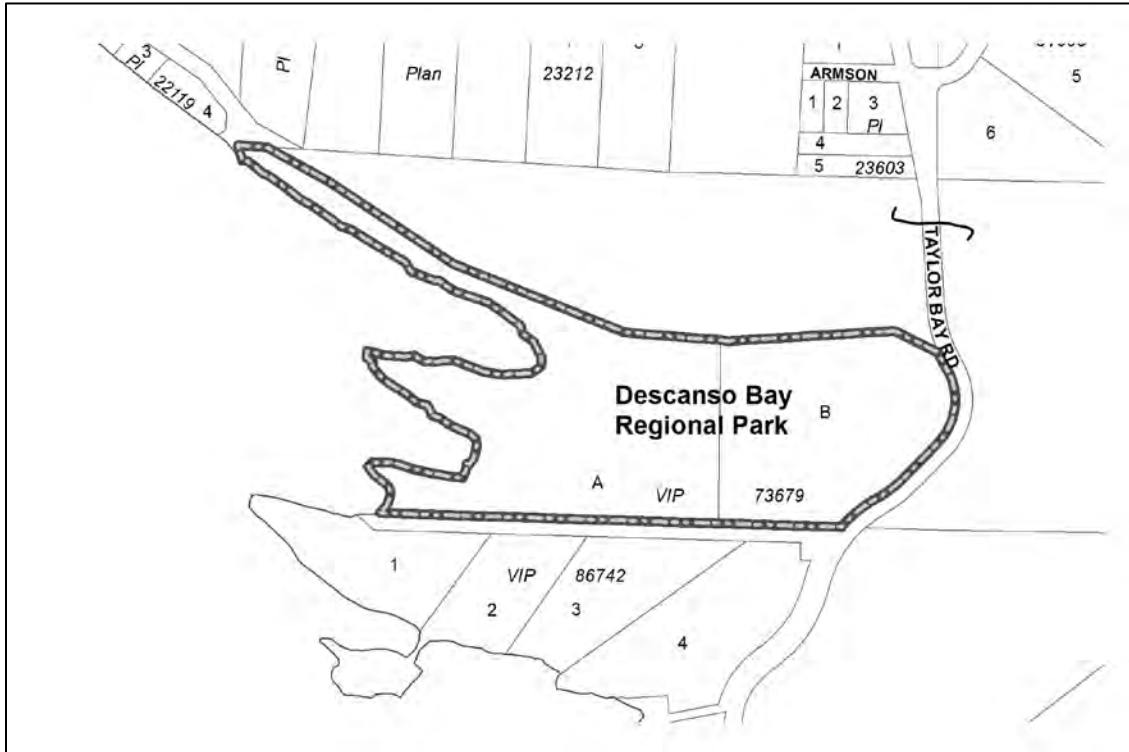 3
Pl
22119
4
Pl
Plan
23212
ARMSON
1
2
3
Pl
4
5
23603
5
6
TAYLOR BAY RD
Descanso Bay
Regional Park
B
A
VIP
73679
1
VIP
86742
2
3
4